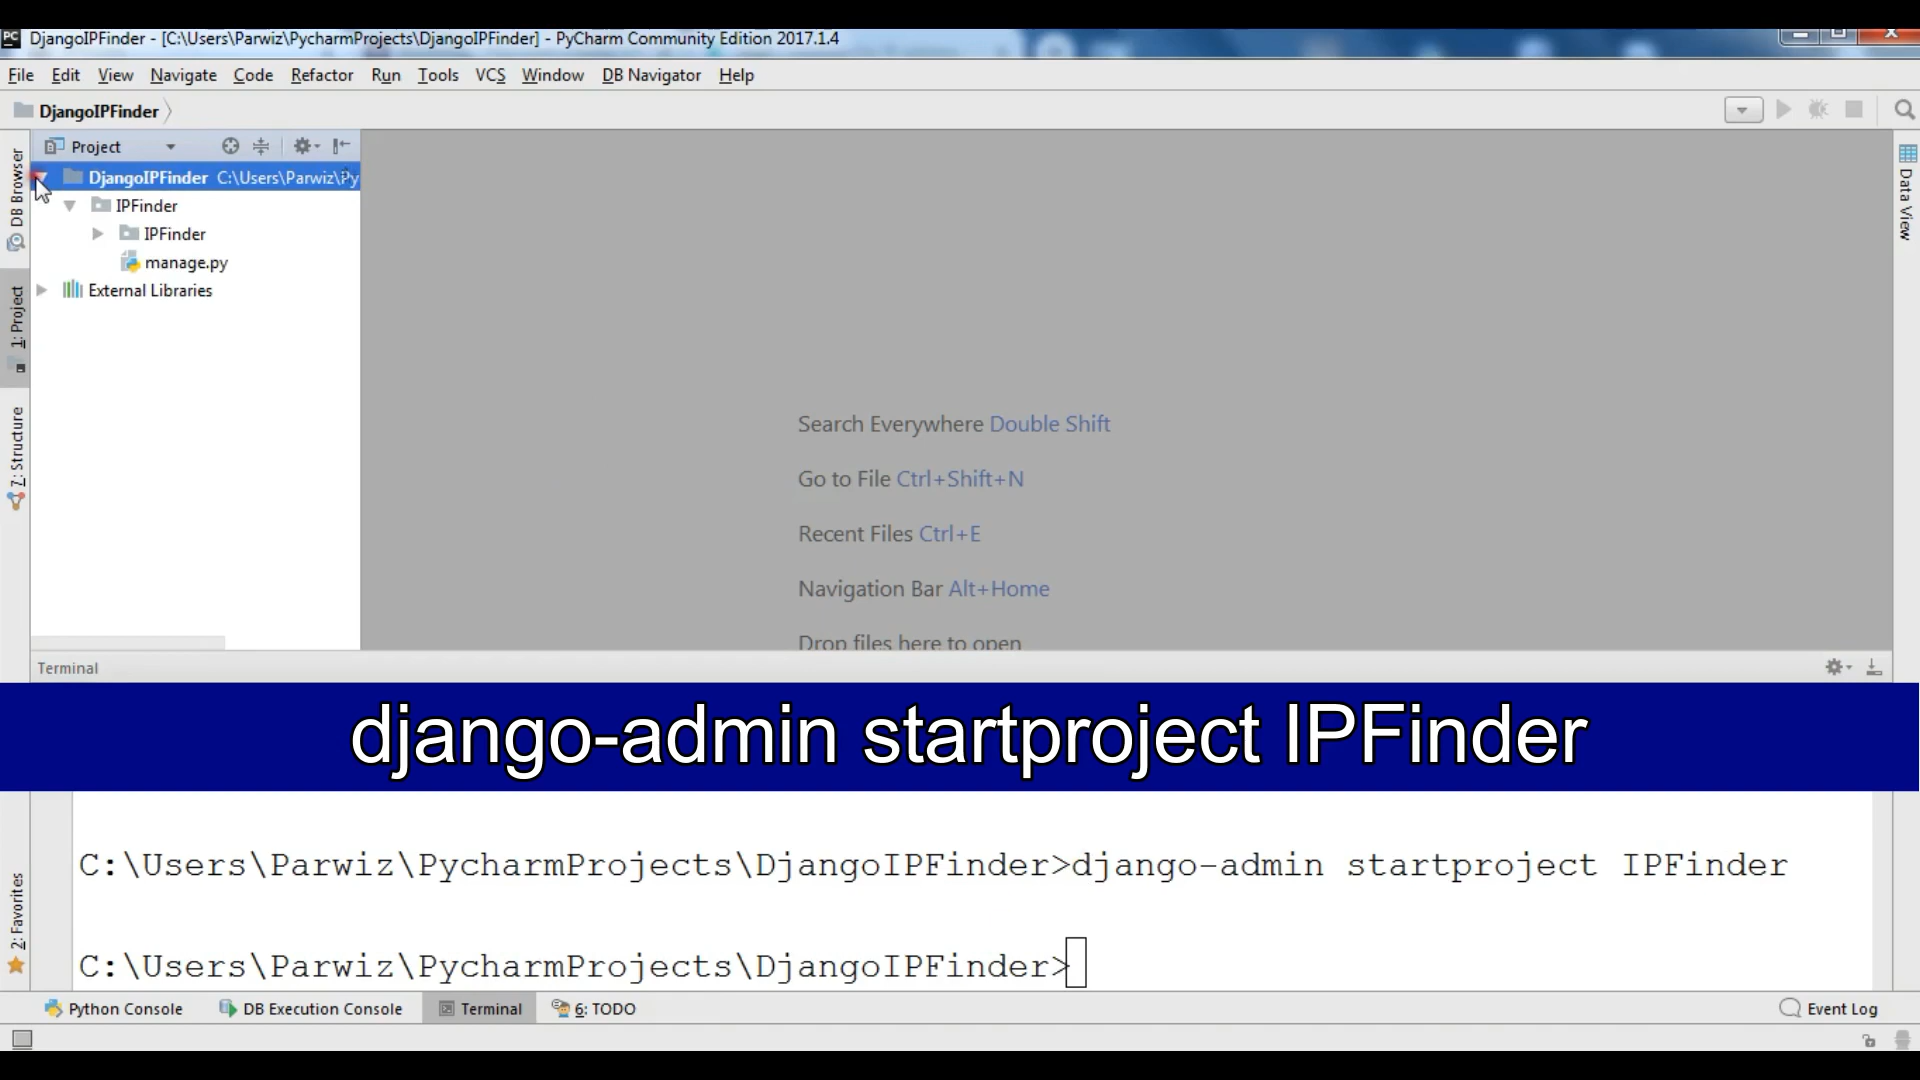 DjangoIPFinder - [C:\Users\Parwiz\PycharmProjects\DjangoIPFinder] - PyCharm Community Edition 2017.1.4
File Edit View Navigate Code Refactor Run Tools VCS Window DB Navigator Help
DjangoIPFinder
Project
DjangoIPFinder C:\Users\Parwiz\Py
IPFinder
IPFinder
manage.py
External Libraries
DB Browser
1: Project
7: Structure
2: Favorites
Data View
Search Everywhere Double Shift
Go to File Ctrl+Shift+N
Recent Files Ctrl+E
Navigation Bar Alt+Home
Drop files here to open
Terminal
django-admin startproject IPFinder
C:\Users\Parwiz\PycharmProjects\DjangoIPFinder>django-admin startproject IPFinder
C:\Users\Parwiz\PycharmProjects\DjangoIPFinder>
Python Console DB Execution Console Terminal 6: TODO Event Log